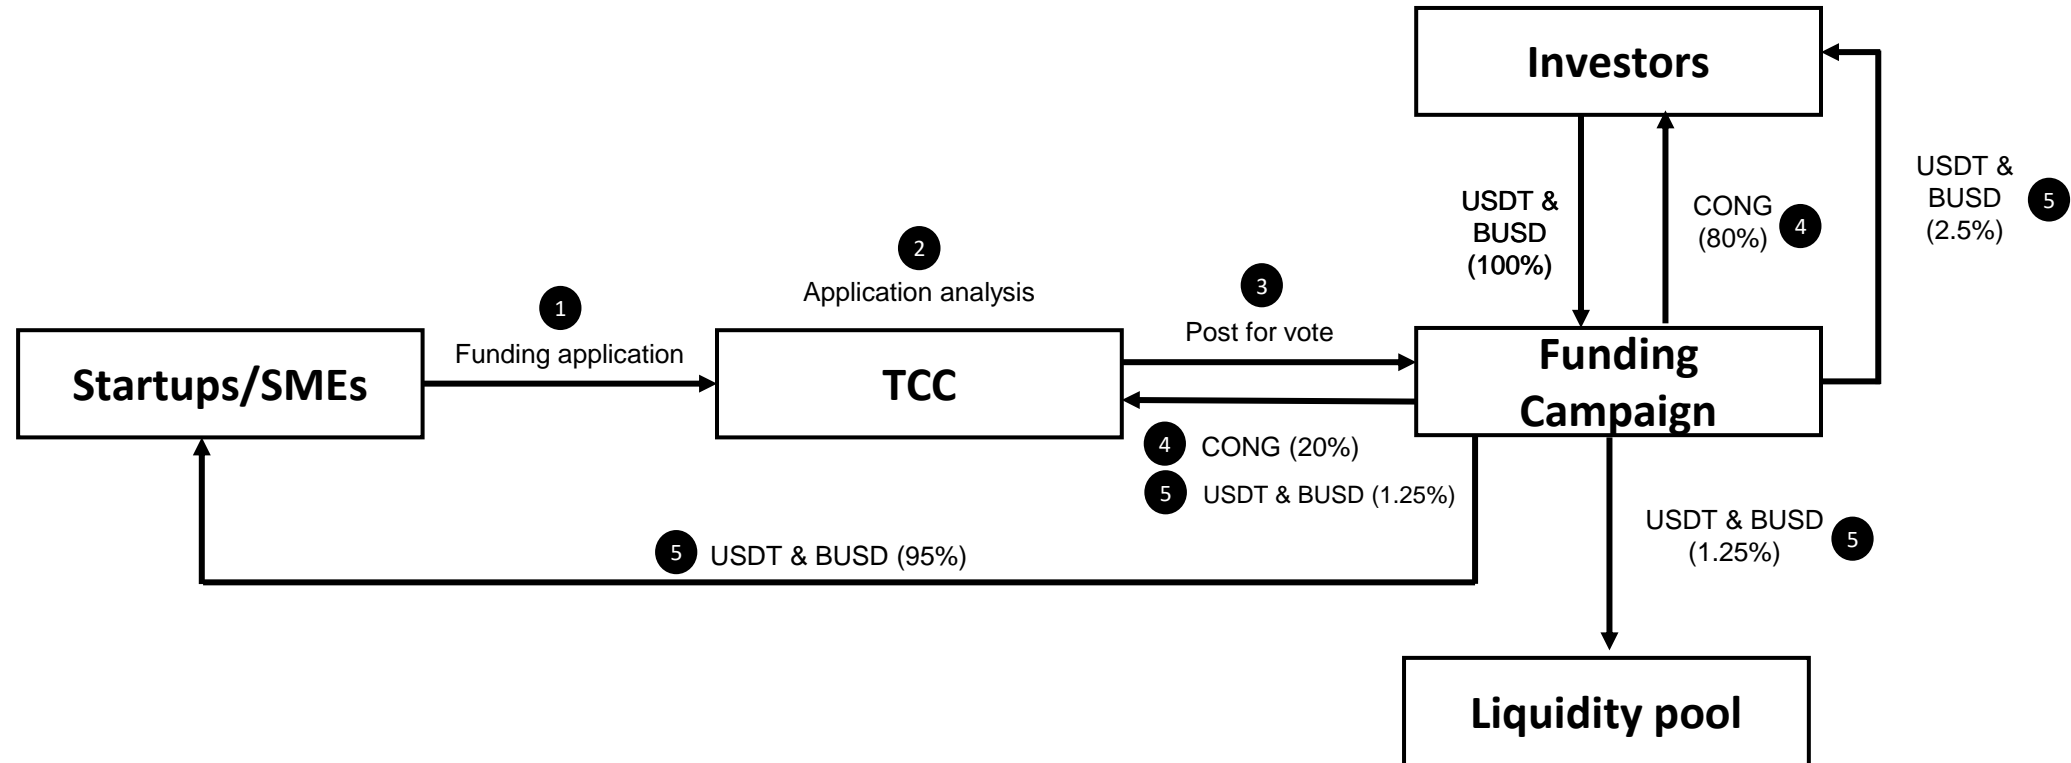 Investors
USDT &
BUSD
(100%)
CONG
(80%)
4
USDT &
BUSD
(2.5%)
5
2
Application analysis
1
Funding application
3
Post for vote
Startups/SMEs
TCC
Funding
Campaign
4 CONG (20%)
5 USDT & BUSD (1.25%)
5 USDT & BUSD (95%)
USDT & BUSD
(1.25%)
5
Liquidity pool